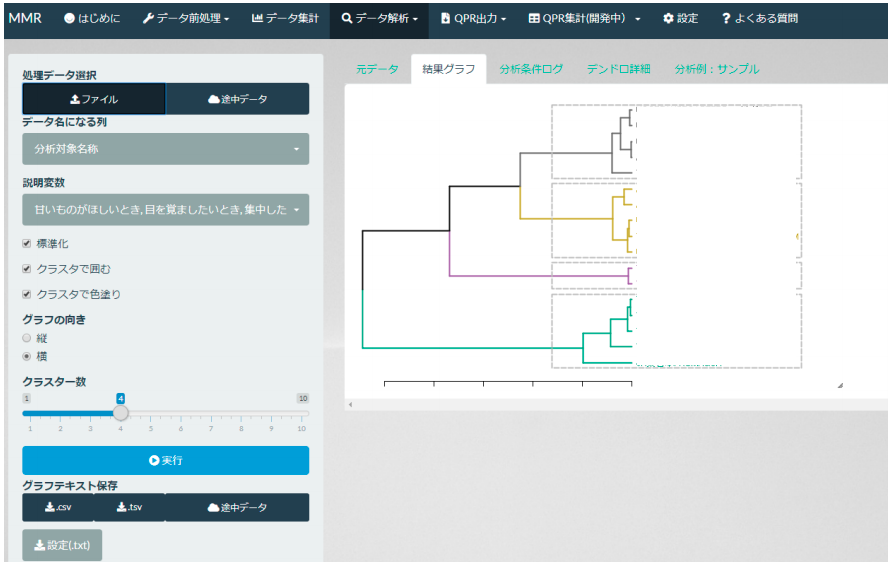 MMR はじめに データ前処理 データ集計 データ解析 QPR出力 QPR集計(開発中) 設定 ? よくある質問
元データ 結果グラフ 分析条件ログ デンドロ詳細 分析例：サンプル
処理データ選択
ファイル 途中データ
データ名になる列
分析対象名称
説明変数
甘いものがほしいとき,目を覚ましたいとき,集中した
標準化
クラスタで囲む
クラスタで色塗り
グラフの向き
縦
横
クラスター数
1 4 10
1 2 3 4 5 6 7 8 9 10
実行
グラフテキスト保存
.csv .tsv 途中データ
設定(.txt)